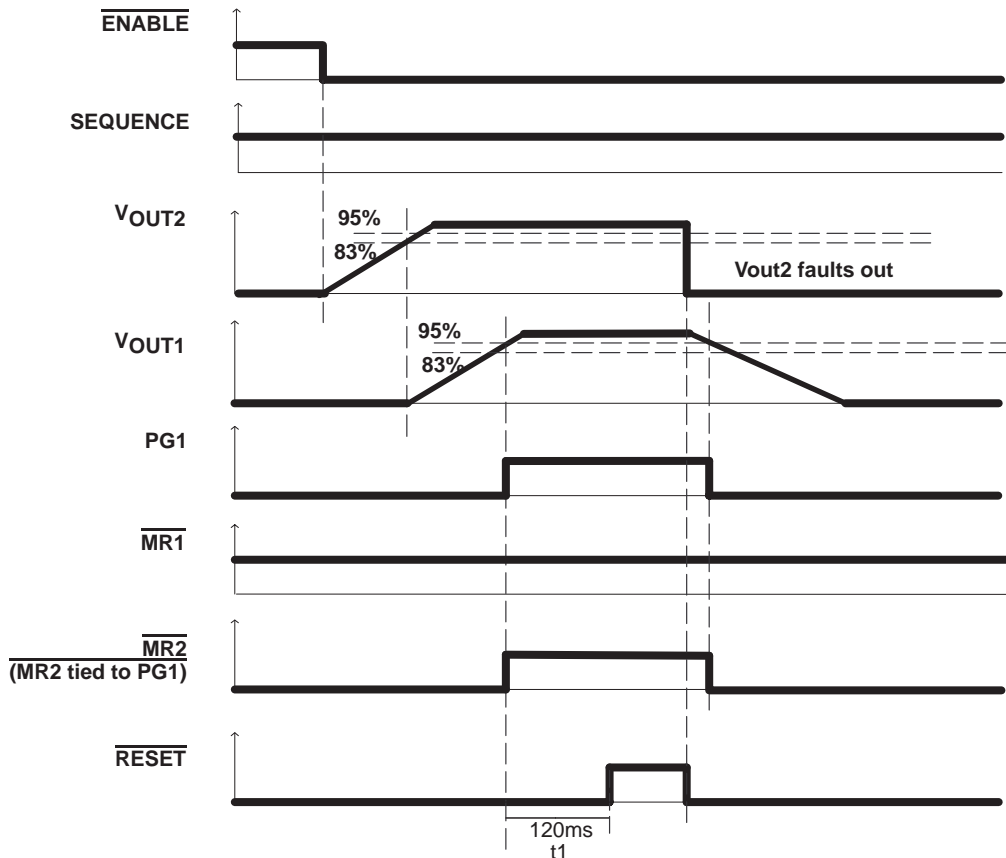 ENABLE
SEQUENCE
VOUT2
95%
83%
Vout2 faults out
VOUT1
95%
83%
PG1
MR1
MR2
(MR2 tied to PG1)
RESET
120ms
t1